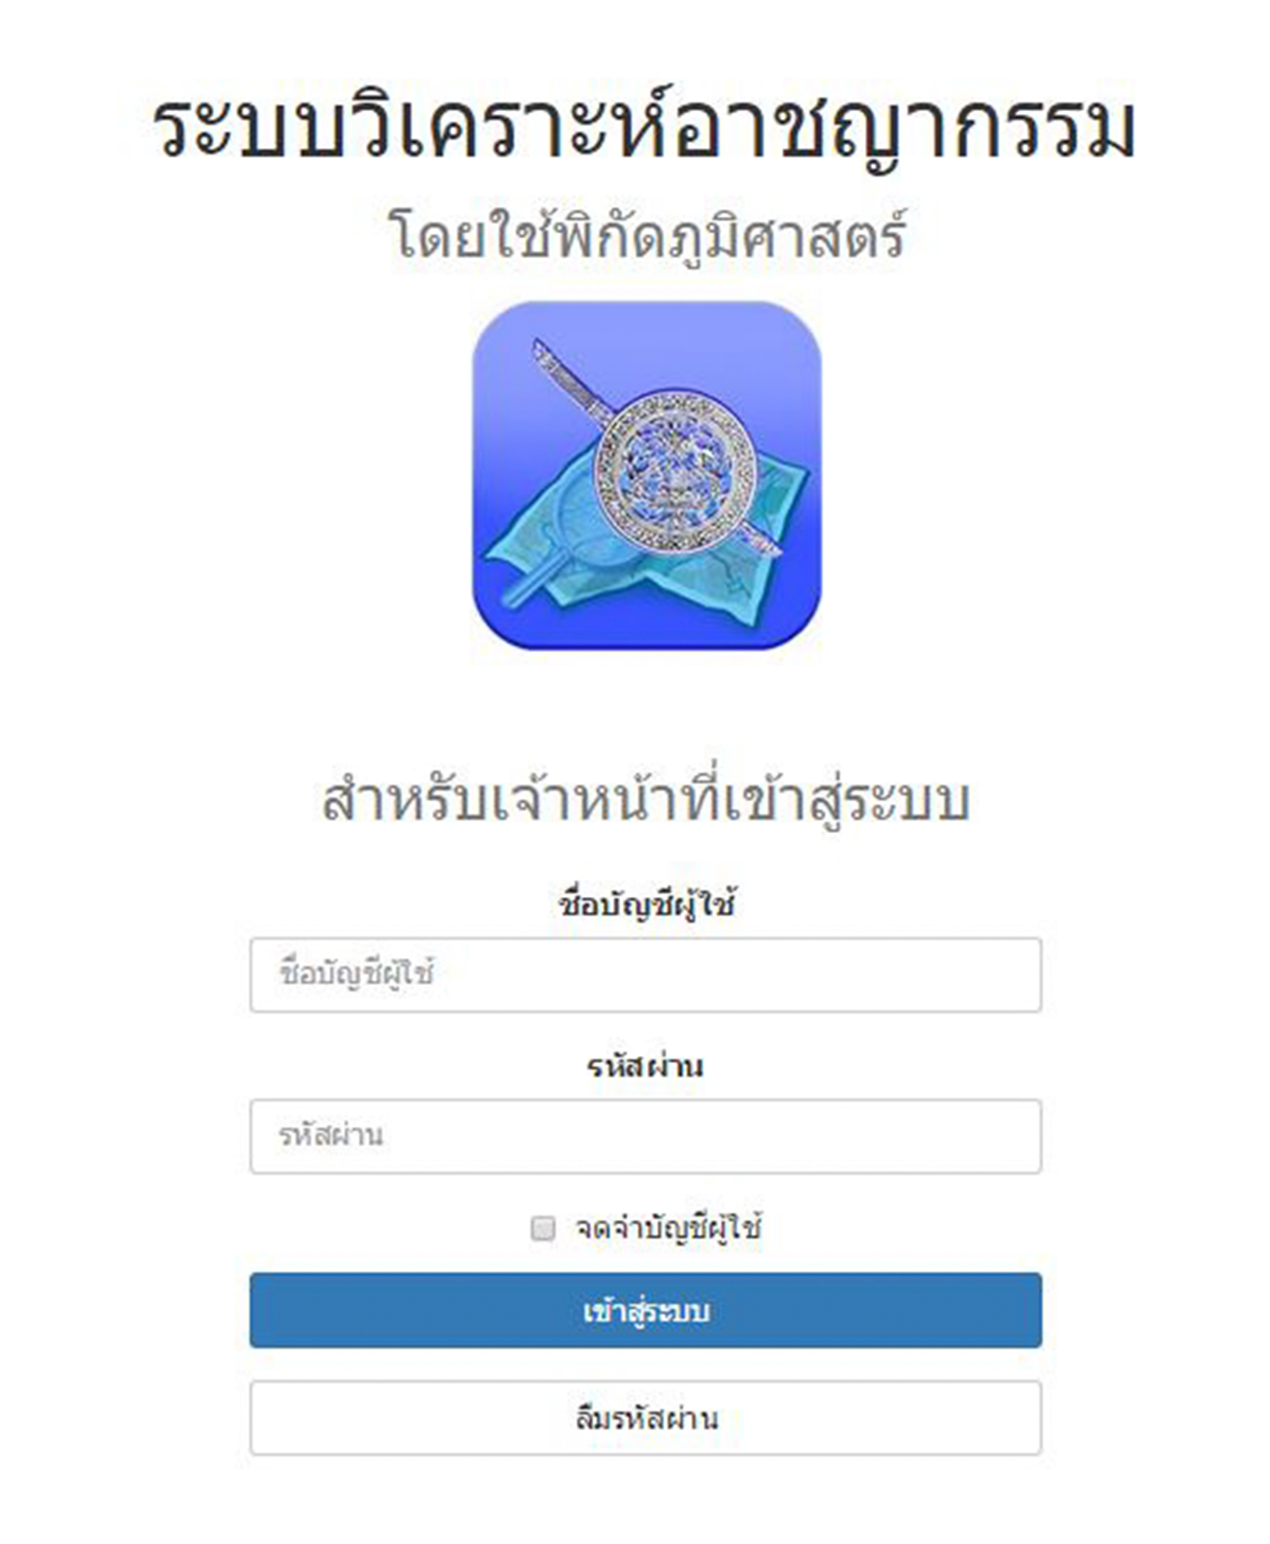 ระบบวิเคราะห์อาชญากรรม
โดยใช้พิกัดภูมิศาสตร์
สำหรับเจ้าหน้าที่เข้าสู่ระบบ
ชื่อบัญชีผู้ใช้
ชื่อบัญชีผู้ใช้
รหัสผ่าน
รหัสผ่าน
จดจำบัญชีผู้ใช้
เข้าสู่ระบบ
ลืมรหัสผ่าน